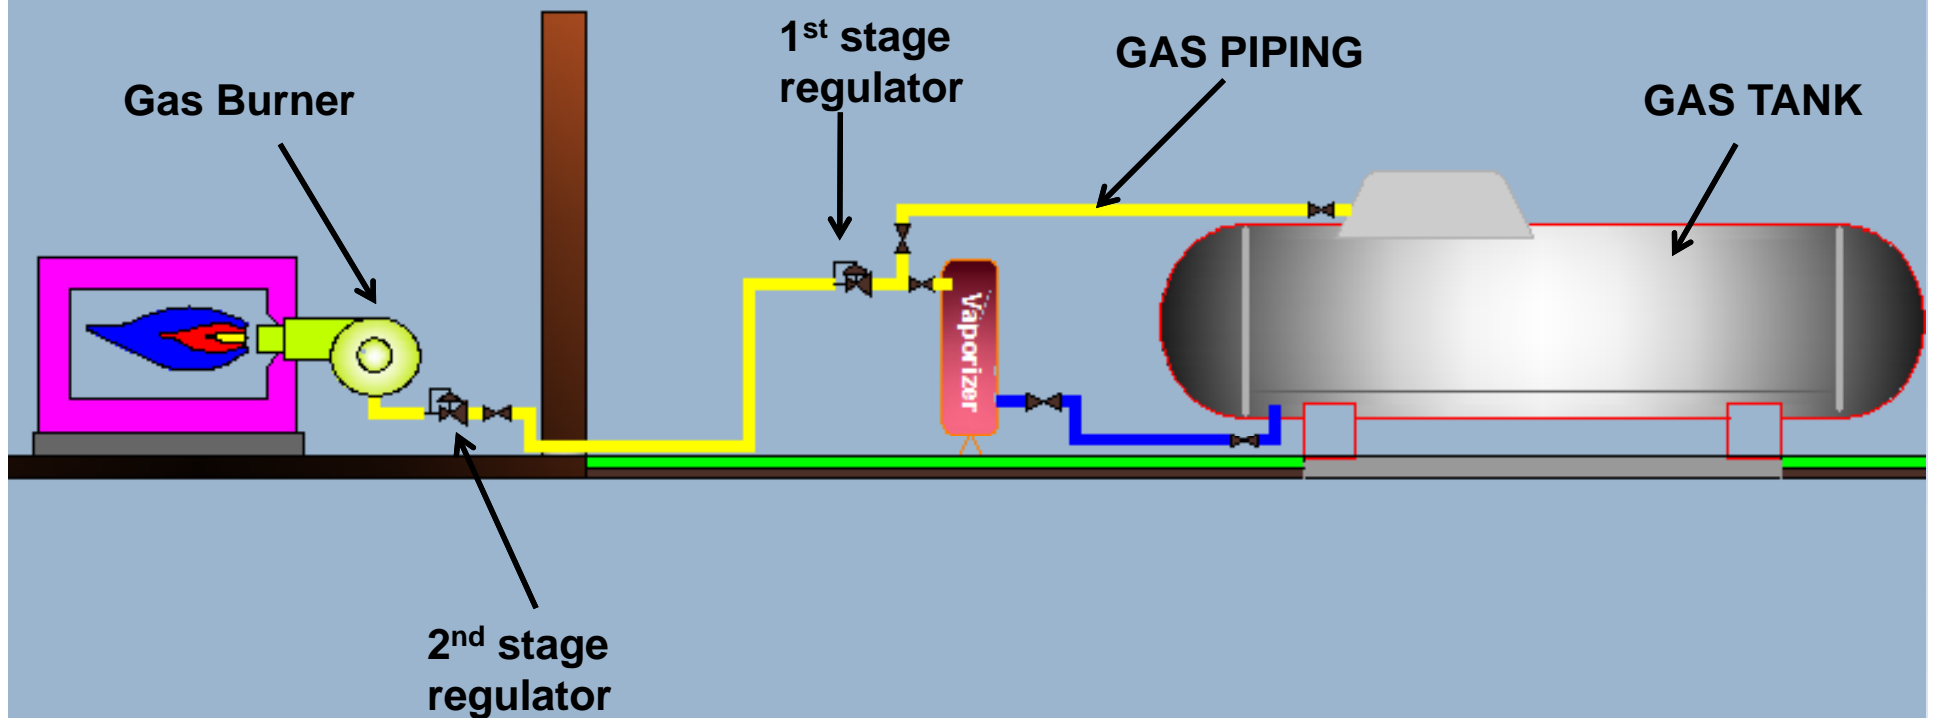 1st stage
regulator
GAS PIPING
Gas Burner
GAS TANK
Vaporizer
2nd stage
regulator